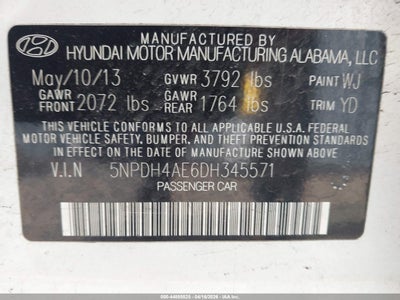 MANUFACTURED BY
HYUNDAI MOTOR MANUFACTURING ALABAMA, LLC
May/10/13 GVWR 3792 lbs PAINT WJ
GAWR FRONT 2072 lbs GAWR REAR 1764 lbs TRIM YD
THIS VEHICLE CONFORMS TO ALL APPLICABLE U.S.A. FEDERAL
MOTOR VEHICLE SAFETY, BUMPER, AND THEFT PREVENTION STANDARDS
IN EFFECT ON THE DATE OF MANUFACTURE SHOWN ABOVE.
V.I.N 5NPDH4AE6DH345571
PASSENGER CAR